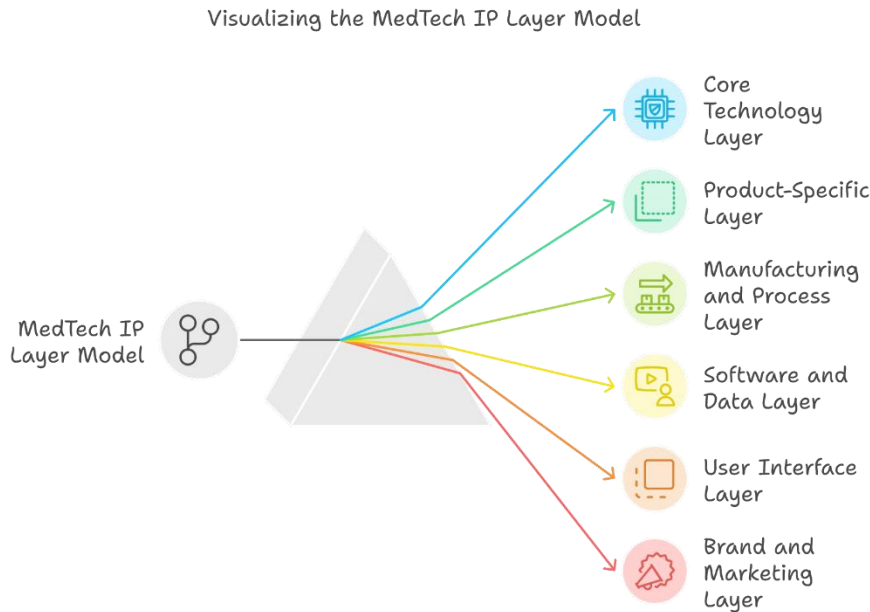 Visualizing the MedTech IP Layer Model
MedTech IP
Layer Model
Core
Technology
Layer
Product-Specific
Layer
Manufacturing
and Process
Layer
Software and
Data Layer
User Interface
Layer
Brand and
Marketing
Layer